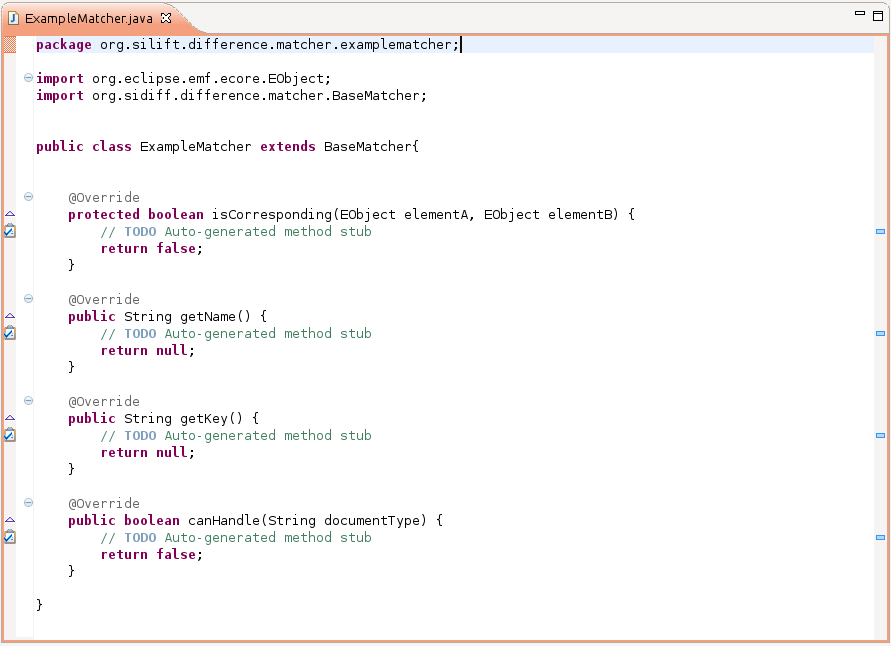 ExampleMatcher.java
package org.silift.difference.matcher.examplematcher;
import org.eclipse.emf.ecore.EObject;
import org.sidiff.difference.matcher.BaseMatcher;
public class ExampleMatcher extends BaseMatcher{
@Override
protected boolean isCorresponding(EObject elementA, EObject elementB) {
// TODO Auto-generated method stub
return false;
}
@Override
public String getName() {
// TODO Auto-generated method stub
return null;
}
@Override
public String getKey() {
// TODO Auto-generated method stub
return null;
}
@Override
public boolean canHandle(String documentType) {
// TODO Auto-generated method stub
return false;
}
}